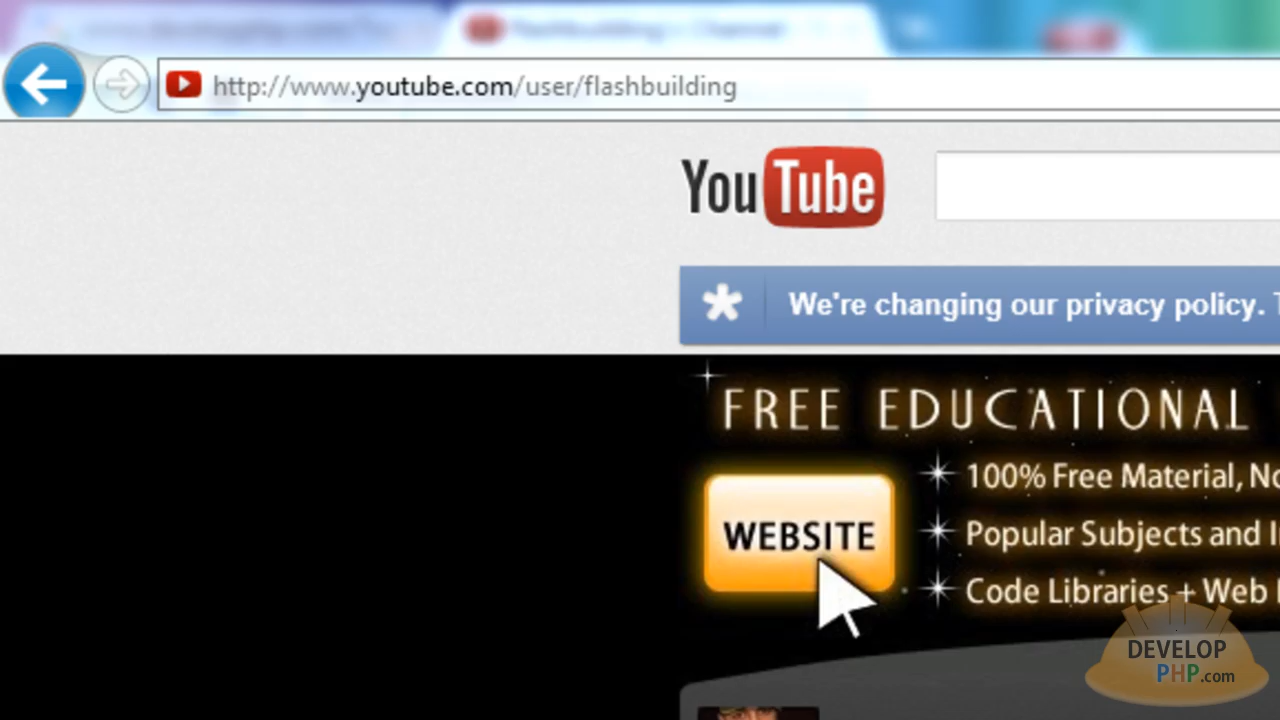 http://www.youtube.com/user/flashbuilding
YouTube
We're changing our privacy policy.
FREE EDUCATIONAL
100% Free Material,
WEBSITE
Popular Subjects and
Code Libraries + Web
DEVELOP
PHP.com